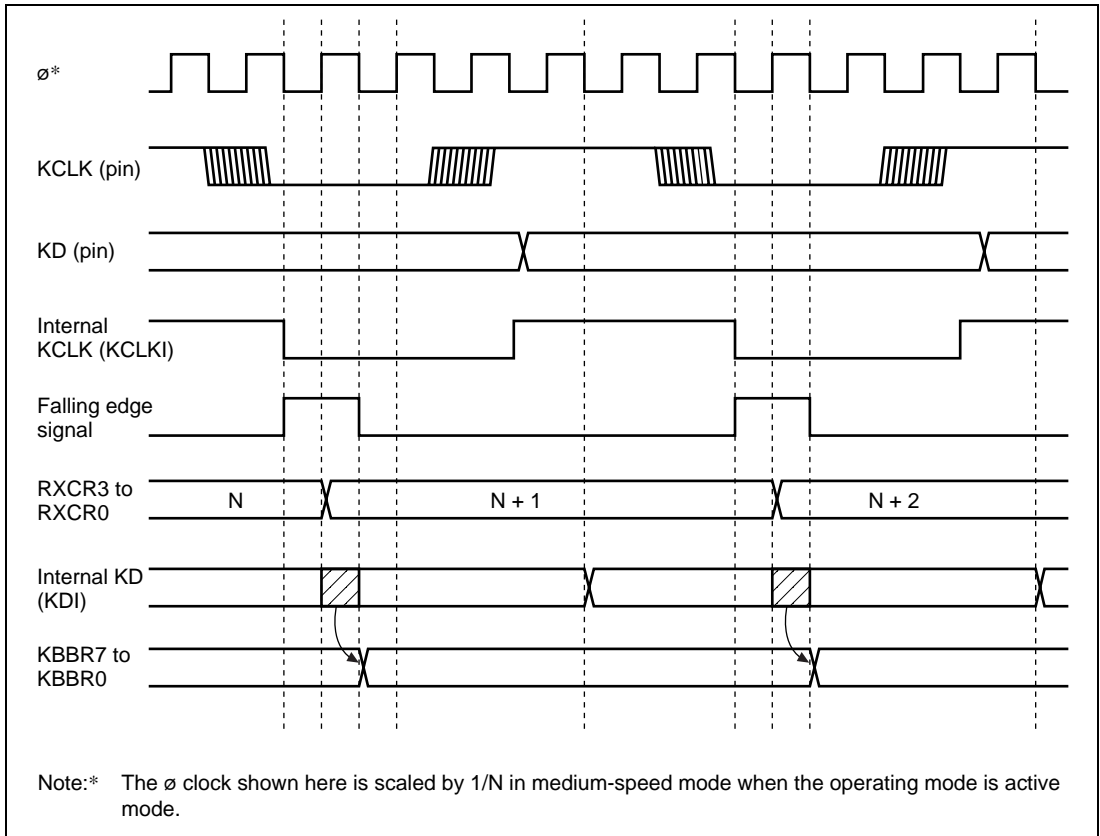 ø*
KCLK (pin)
KD (pin)
Internal
KCLK (KCLKI)
Falling edge
signal
RXCR3 to
RXCR0
N
N + 1
N + 2
Internal KD
(KDI)
KBBR7 to
KBBR0
Note:* The ø clock shown here is scaled by 1/N in medium-speed mode when the operating mode is active
mode.